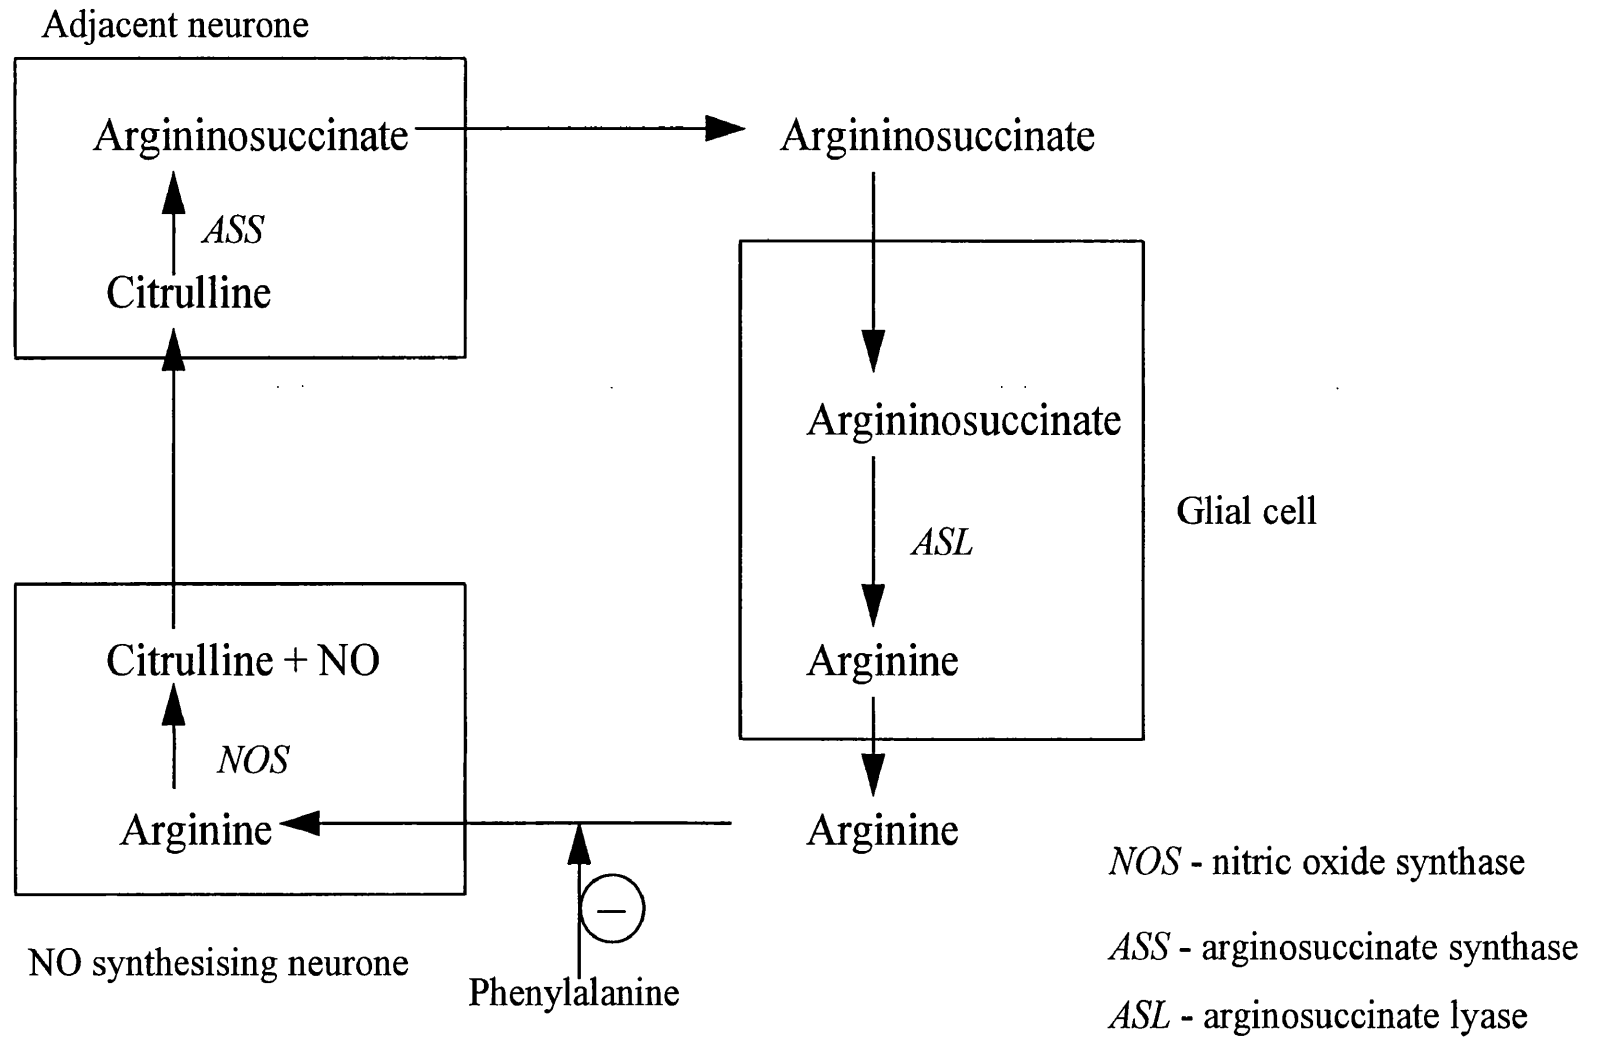 Adjacent neurone
Argininosuccinate
Argininosuccinate
ASS
Citrulline
Argininosuccinate
Glial cell
ASL
Citrulline + NO
Arginine
NOS
Arginine
Arginine
NOS - nitric oxide synthase
ASS - arginosuccinate synthase
NO synthesising neurone
Phenylalanine
ASL - arginosuccinate lyase